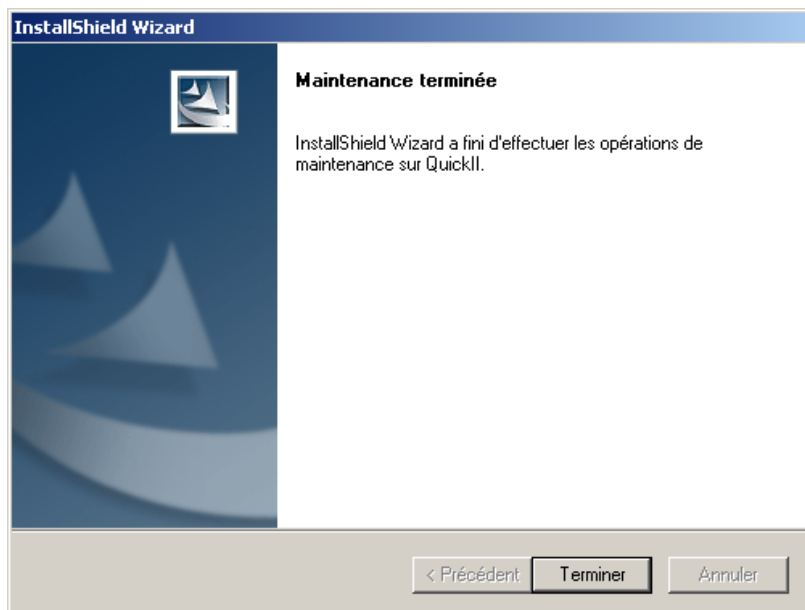 InstallShield Wizard
Maintenance terminée
InstallShield Wizard a fini d'effectuer les opérations de
maintenance sur QuickII.
< Précédent Terminer Annuler